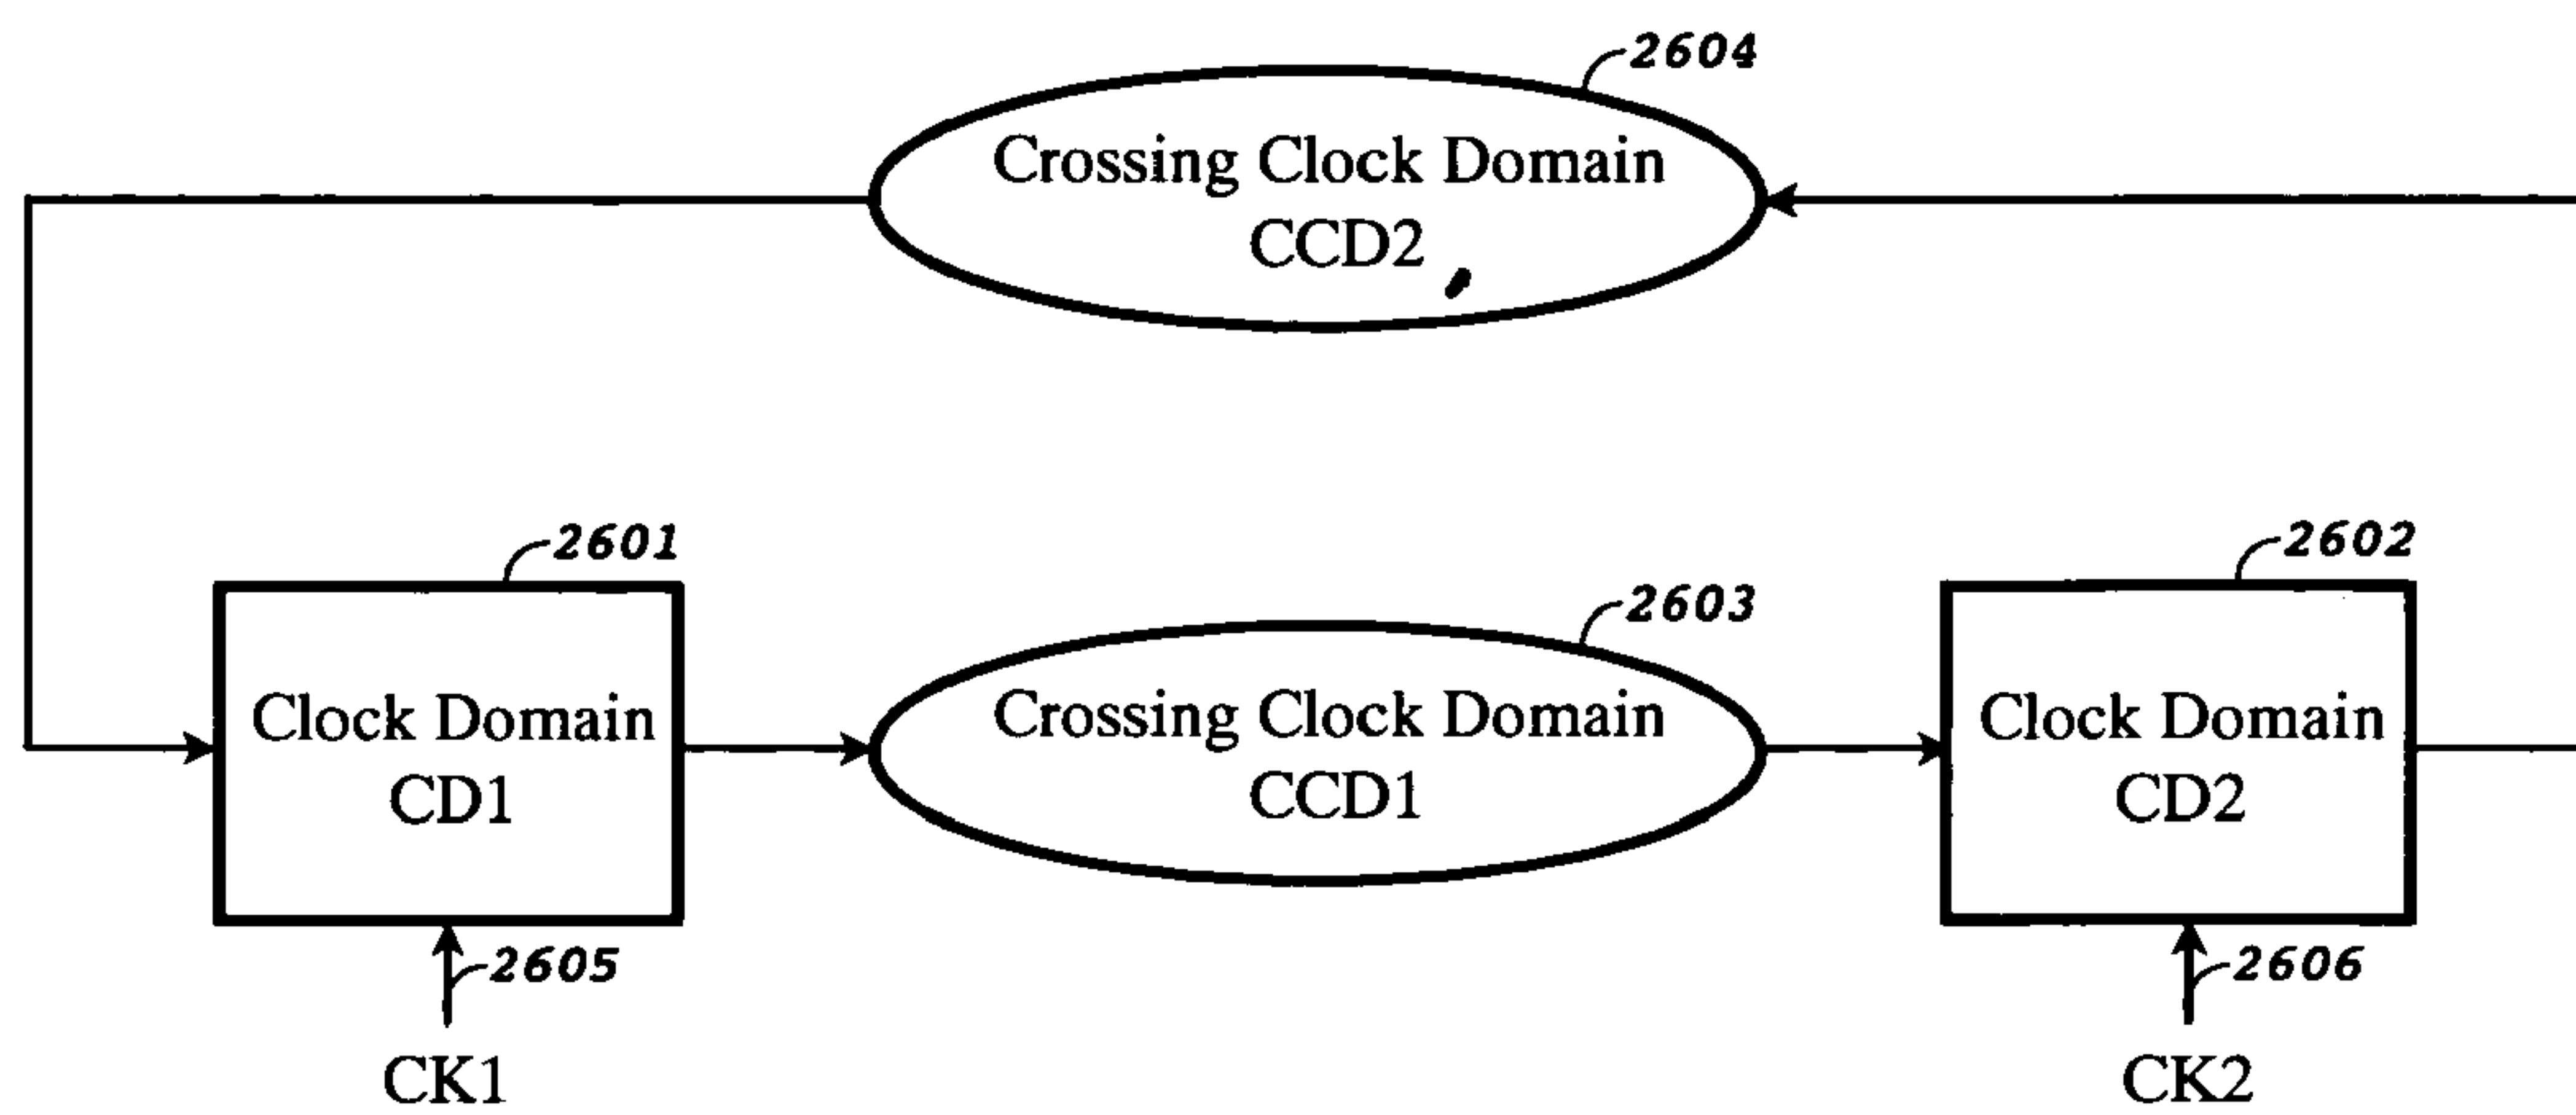 2604
Crossing Clock Domain
CCD2
2601
2602
2603
Clock Domain
CD1
Crossing Clock Domain
CCD1
Clock Domain
CD2
2605
2606
CK1
CK2